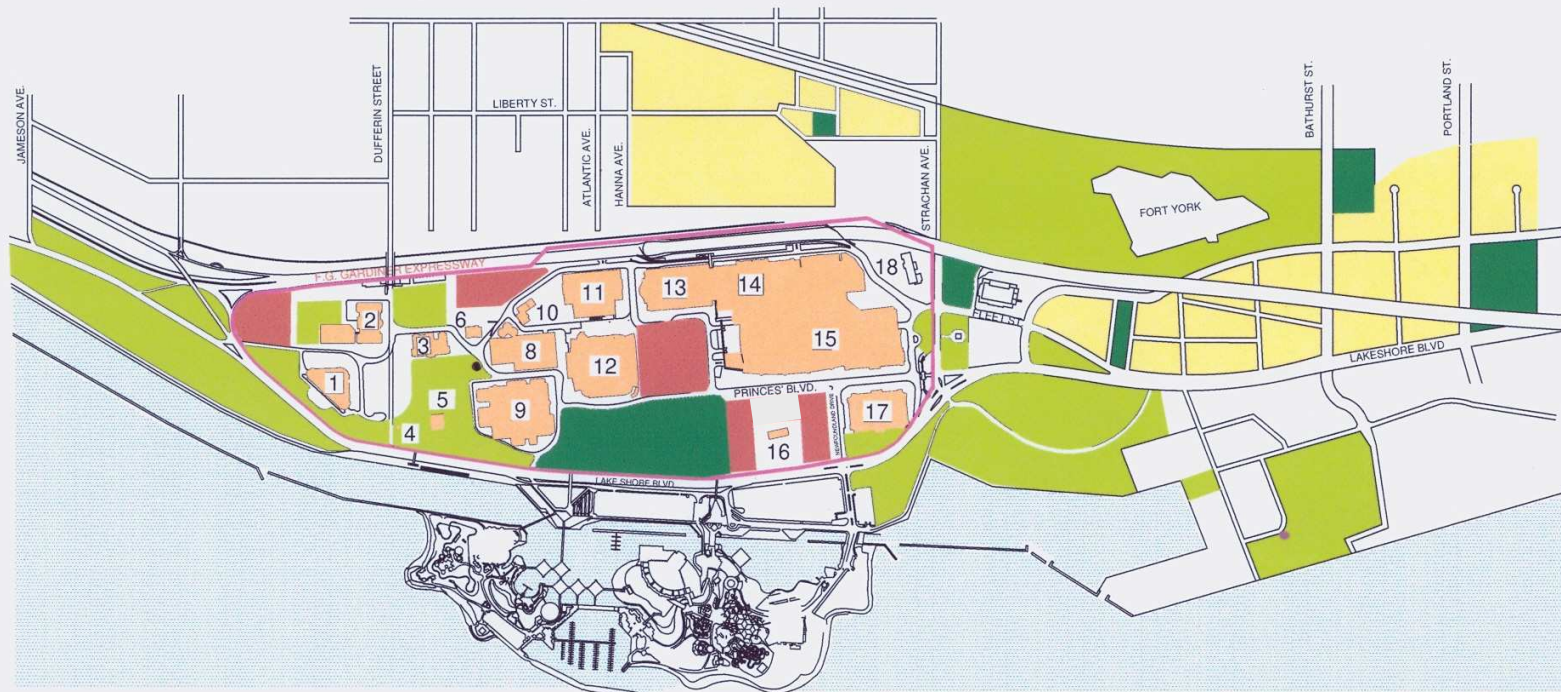 JAMESON AVE.
DUFFERIN STREET
LIBERTY ST.
ATLANTIC AVE.
HANNA AVE.
STRACHAN AVE.
BATHURST ST.
PORTLAND ST.
FORT YORK
F.G. GARDINER EXPRESSWAY
FLEET ST.
LAKESHORE BLVD
PRINCES' BLVD.
NEWFOUNDLAND DRIVE
LAKE SHORE BLVD
1
2
3
4
5
6
8
9
10
11
12
13
14
15
16
17
18